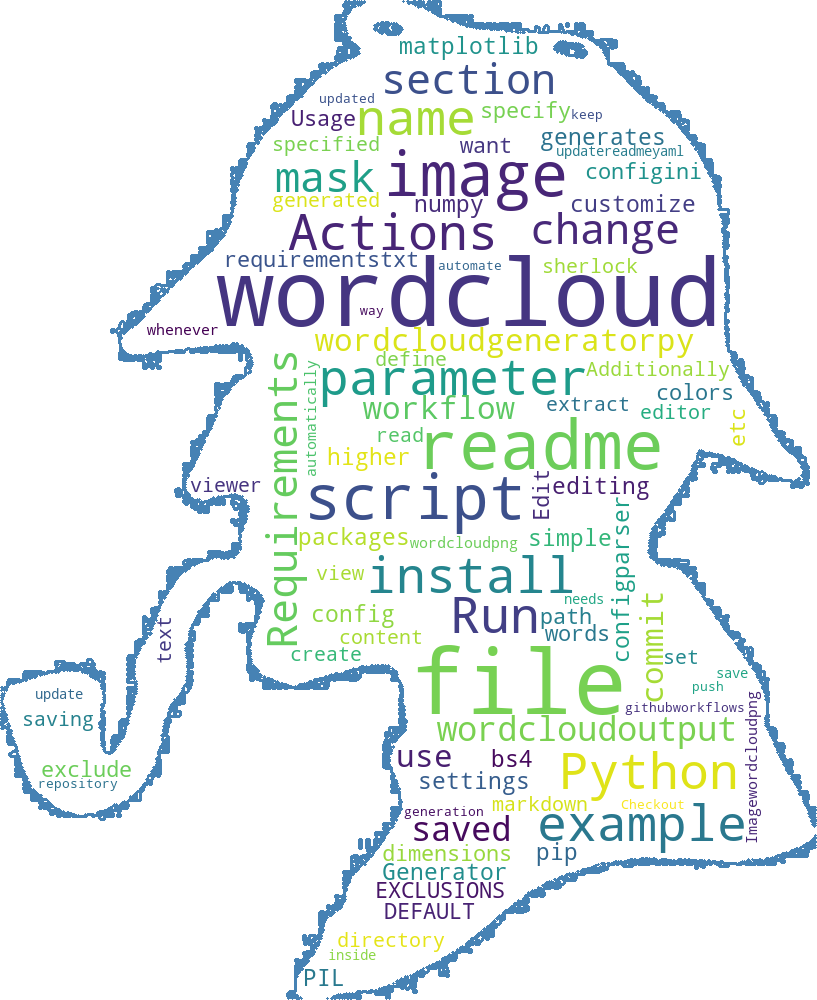 matplotlib
section
updated
Usage
name
specify
keep
specified
want
generates
updatereadmeyaml
mask
image
configini
generated
numpy
customize
Actions
change
requirementstxt
automate
sherlock
wordcloud
way
whenever
wordcloudgeneratorpy
define
automatically
parameter
Additionally
Requirements
workflow
extract
colors
editor
etc
read
readme
higher
viewer
script
Edit
editing
packages
wordcloudpng
simple
configparser
view
install
config
Run
needs
path
words
commit
text
content
create
set
file
save
push
update
githubworkflows
Imagewordcloudpng
saving
wordcloudoutput
use
bs4
exclude
repository
settings
Python
markdown
Checkout
generation
saved
example
dimensions
pip
Generator
EXCLUSIONS
DEFAULT
directory
inside
PIL